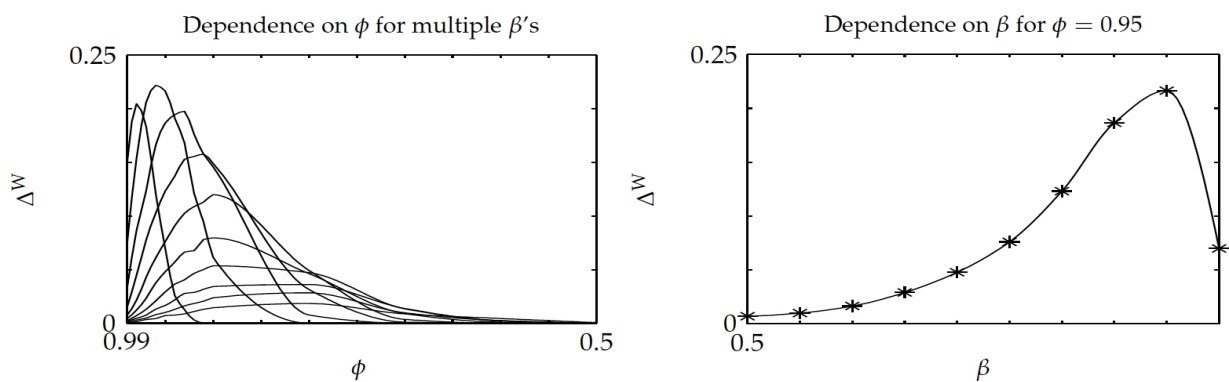 Dependence on ϕ for multiple β's
0.25
Δ^W
0
0.99
0.5
ϕ
Dependence on β for ϕ = 0.95
0.25
Δ^W
0
0.5
β